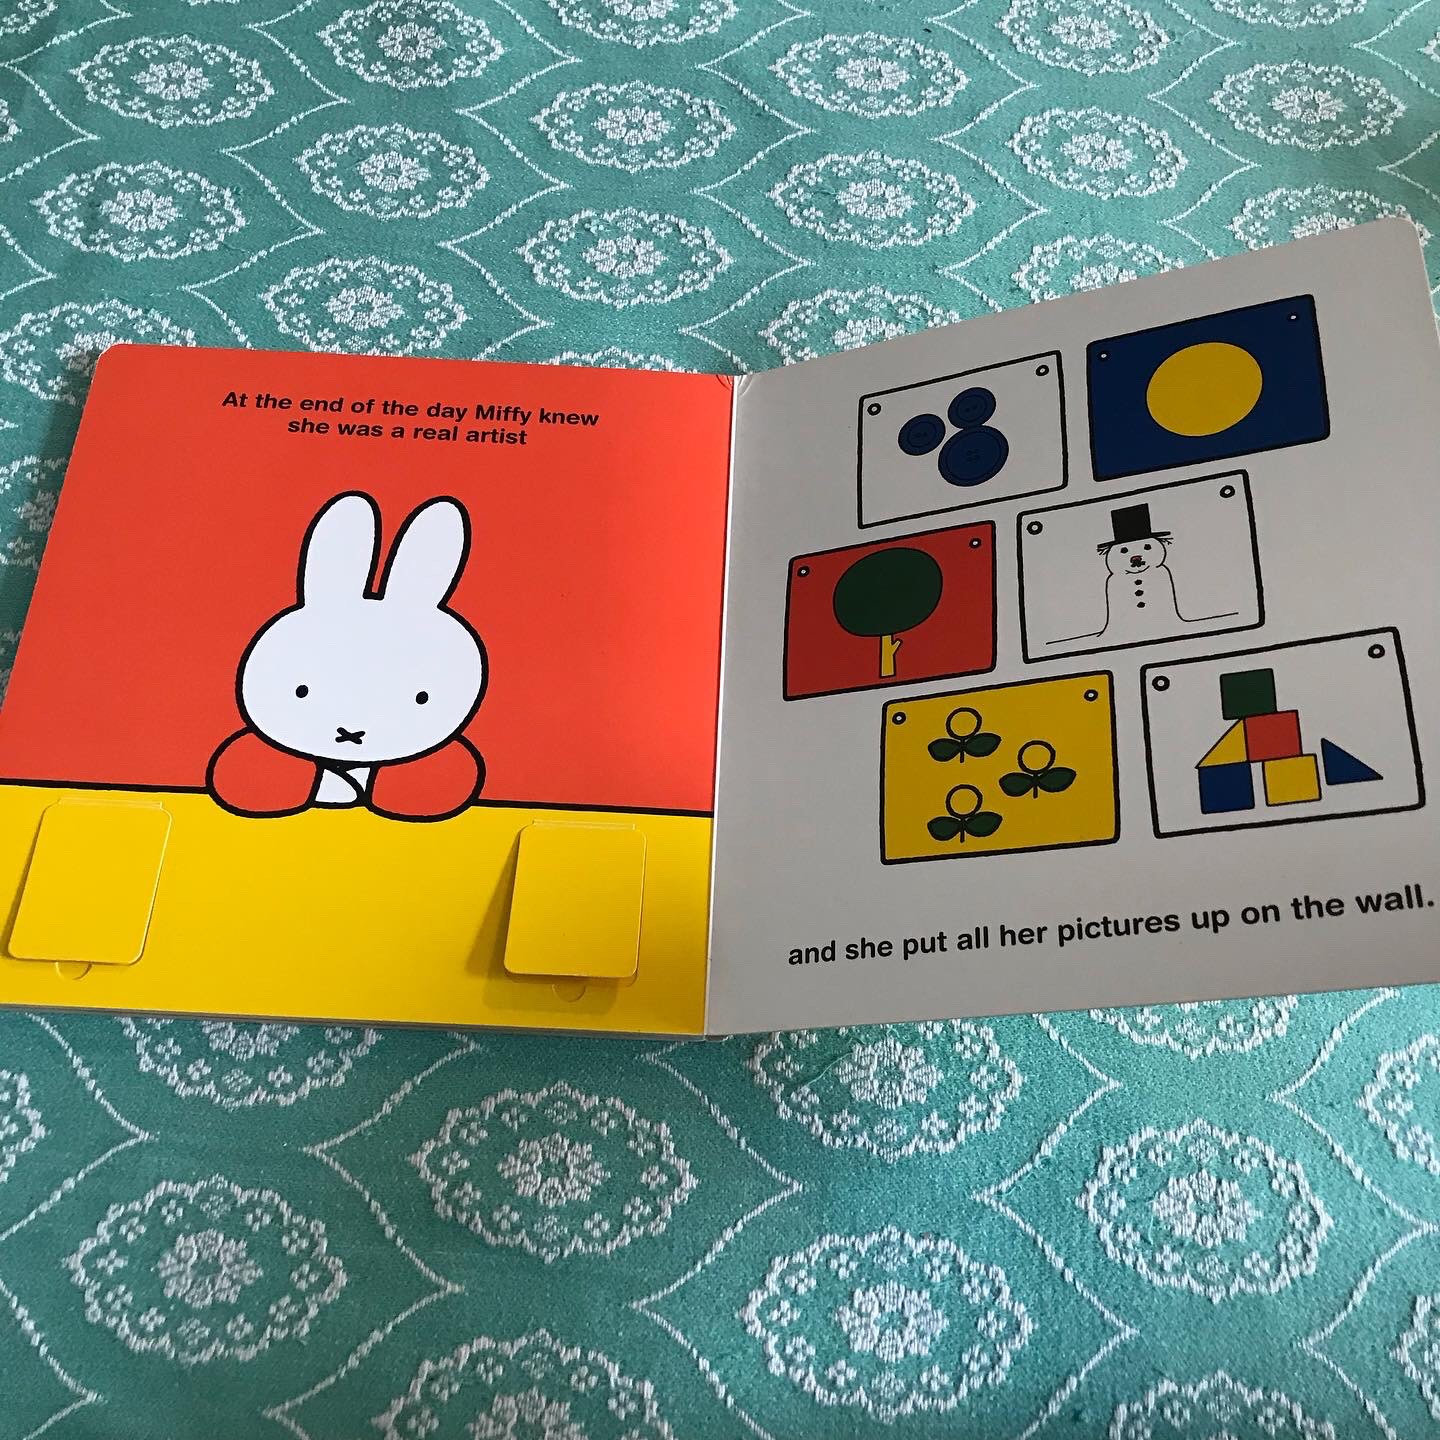 At the end of the day Miffy knew
she was a real artist
and she put all her pictures up on the wall.